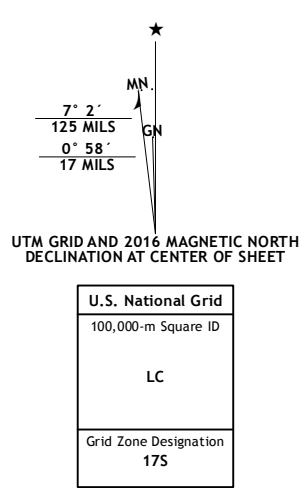 ★
MN
7° 2´
125 MILS
GN
0° 58´
17 MILS
UTM GRID AND 2016 MAGNETIC NORTH
DECLINATION AT CENTER OF SHEET
U.S. National Grid
100,000-m Square ID
LC
Grid Zone Designation
17S